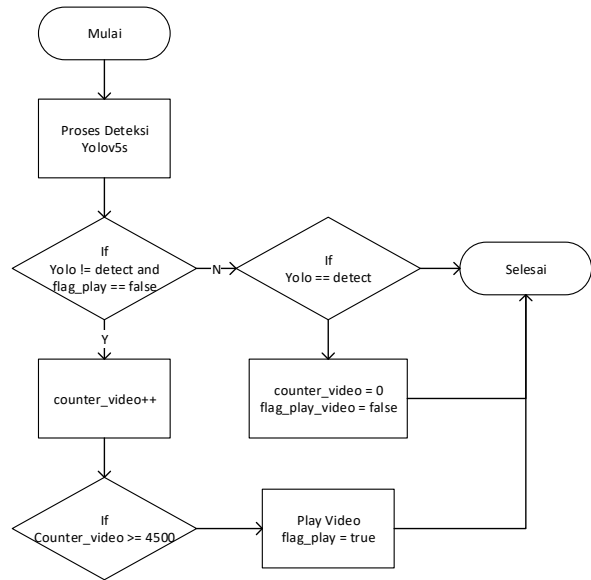 Mulai
Proses Deteksi
Yolov5s
If
Yolo != detect and
flag_play == false
N
If
Yolo == detect
Selesai
Y
counter_video++
counter_video = 0
flag_play_video = false
If
Counter_video >= 4500
Play Video
flag_play = true